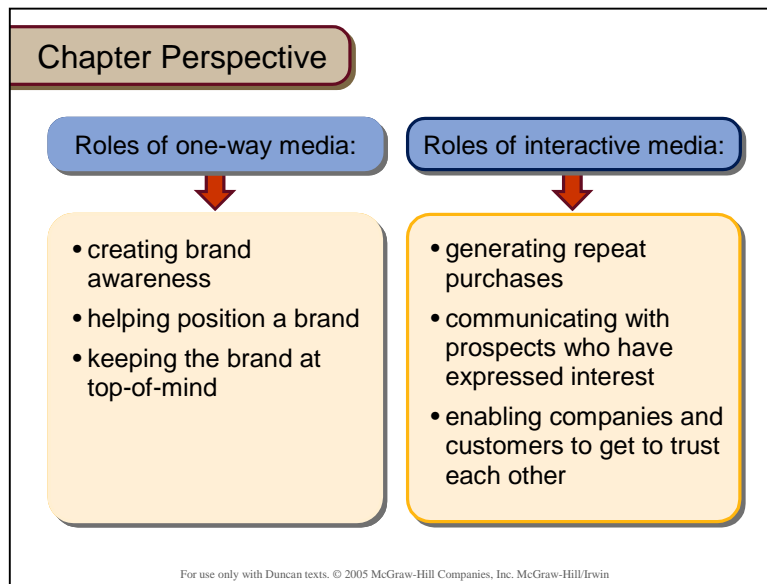 Chapter Perspective
Roles of one-way media:
• creating brand
awareness
• helping position a brand
• keeping the brand at
top-of-mind
Roles of interactive media:
• generating repeat
purchases
• communicating with
prospects who have
expressed interest
• enabling companies and
customers to get to trust
each other
For use only with Duncan texts. © 2005 McGraw-Hill Companies, Inc. McGraw-Hill/Irwin